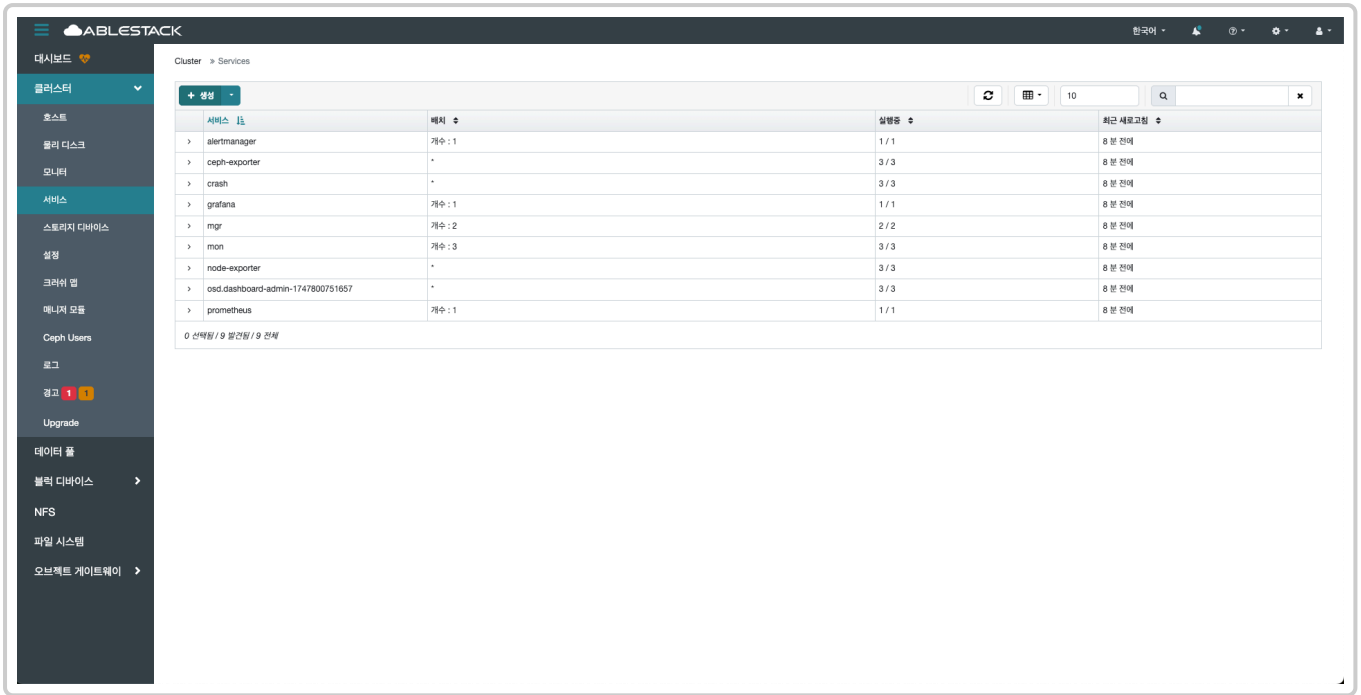 ABLESTACK
한국어
대시보드
클러스터
호스트
물리 디스크
모니터
서비스
스토리지 디바이스
설정
크러쉬 맵
매니저 모듈
Ceph Users
로그
경고 1 1
Upgrade
데이터 풀
블럭 디바이스
NFS
파일 시스템
오브젝트 게이트웨이
Cluster » Services
+ 생성
10
서비스 배치 실행중 최근 새로고침
alertmanager 개수 : 1 1 / 1 8 분 전에
ceph-exporter * 3 / 3 8 분 전에
crash * 3 / 3 8 분 전에
grafana 개수 : 1 1 / 1 8 분 전에
mgr 개수 : 2 2 / 2 8 분 전에
mon 개수 : 3 3 / 3 8 분 전에
node-exporter * 3 / 3 8 분 전에
osd.dashboard-admin-1747800751657 * 3 / 3 8 분 전에
prometheus 개수 : 1 1 / 1 8 분 전에
0 선택됨 / 9 발견됨 / 9 전체